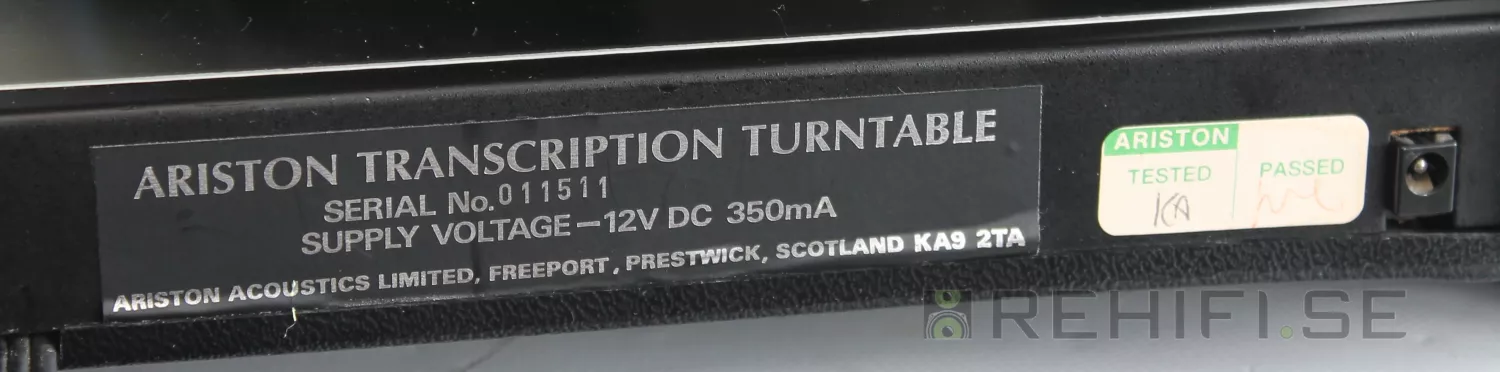 ARISTON TRANSCRIPTION TURNTABLE
SERIAL No. 011511
SUPPLY VOLTAGE – 12V DC 350mA
ARISTON ACOUSTICS LIMITED, FREEPORT, PRESTWICK, SCOTLAND KA9 2TA
ARISTON
TESTED
KA
PASSED
REHIFI.SE